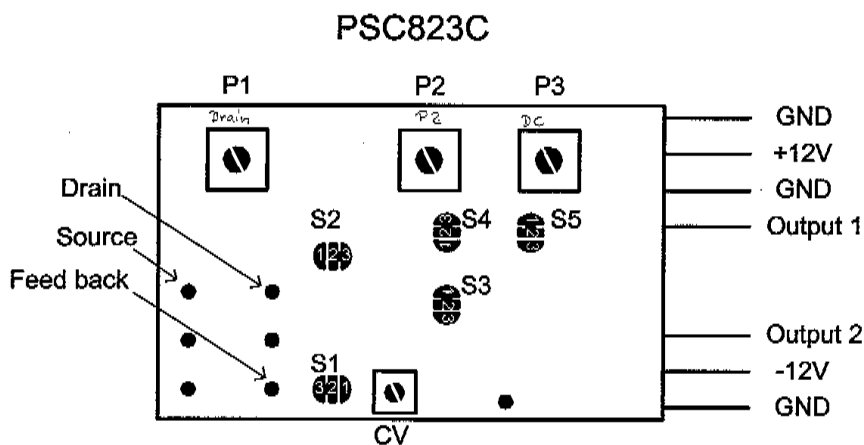 PSC823C
P1 P2 P3
Drain P2 DC
GND
+12V
GND
Output 1
Drain
Source
Feed back
S2 S4 S5
123
S3
Output 2
-12V
GND
S1
321
CV